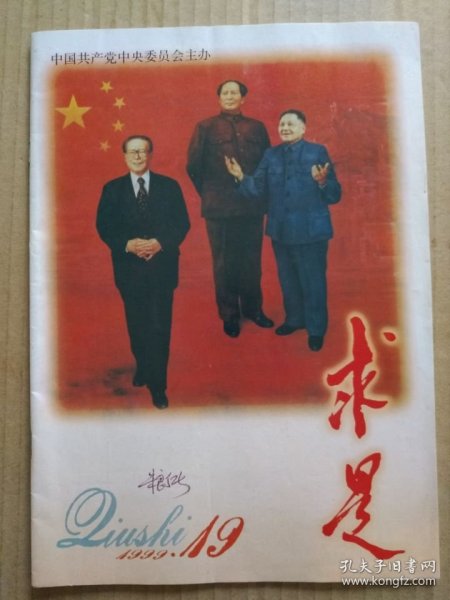 中国共产党中央委员会主办
求是
Qiushi
1999.19
孔夫子旧书网
www.kongfz.com